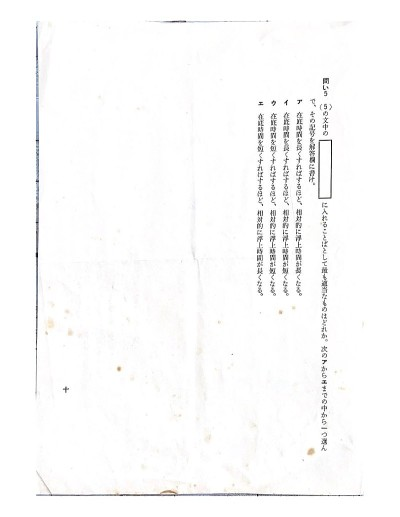 問い5 (5)の文中の に入れることばとして最も適当なものはどれか。次のアからエまでの中から一つ選ん
で、その記号を解答欄に書け。
ア 在庭時間を長くすればするほど、相対的に浮上時間が長くなる。
イ 在庭時間を長くすればするほど、相対的に浮上時間が短くなる。
ウ 在庭時間を短くすればするほど、相対的に浮上時間が短くなる。
エ 在庭時間を短くすればするほど、相対的に浮上時間が長くなる。
十